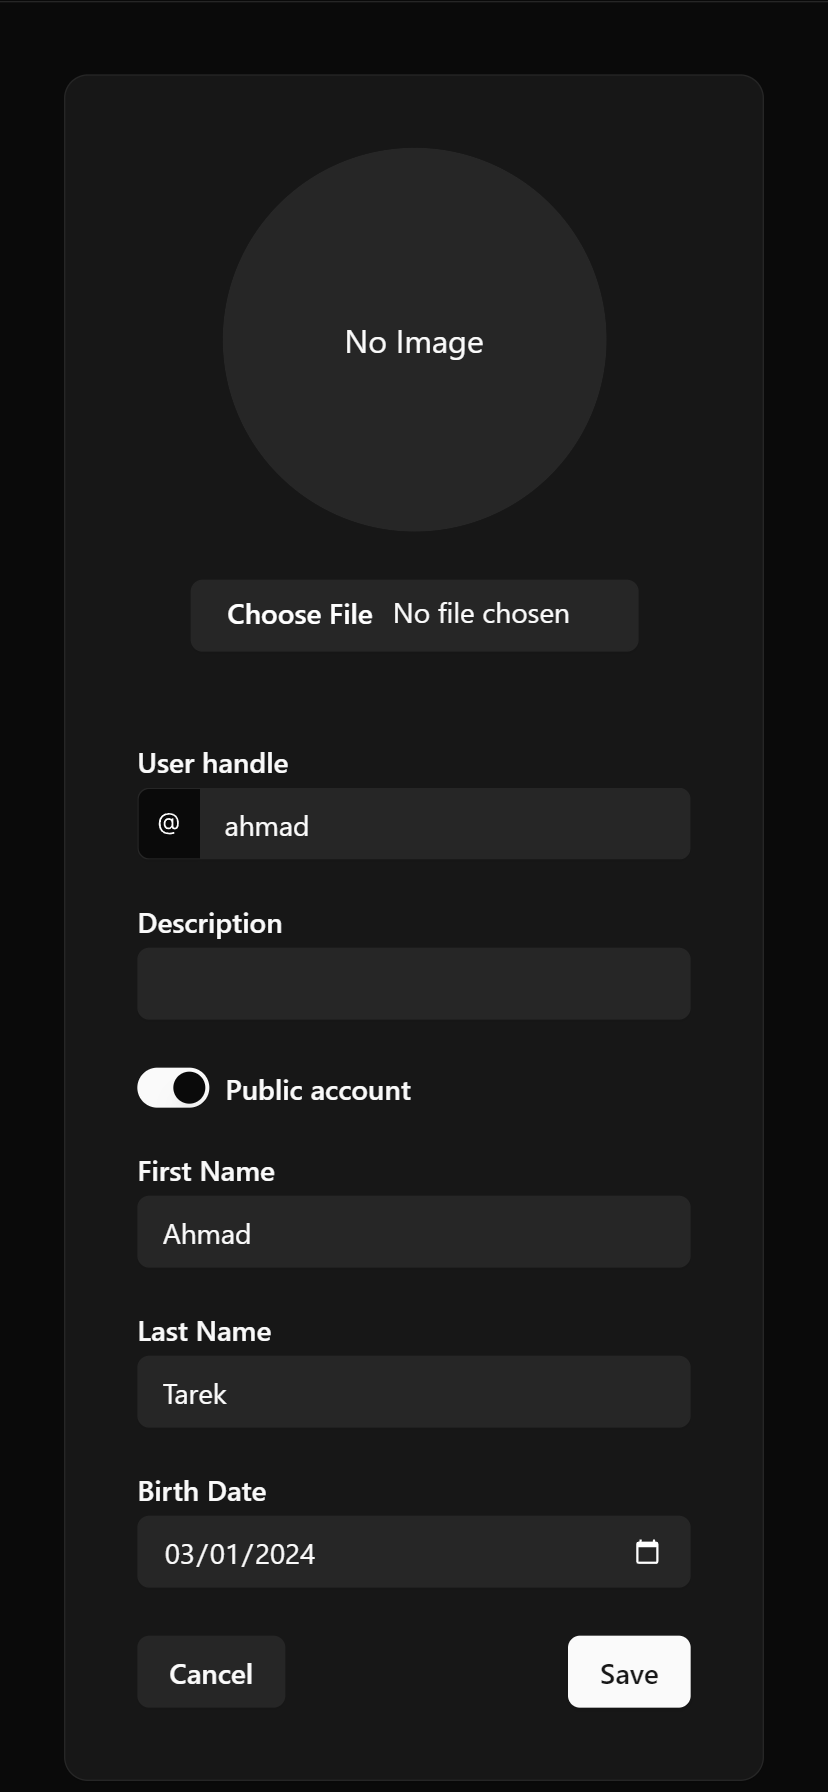 No Image
Choose File No file chosen
User handle
@ ahmad
Description
Public account
First Name
Ahmad
Last Name
Tarek
Birth Date
03/01/2024
Cancel Save